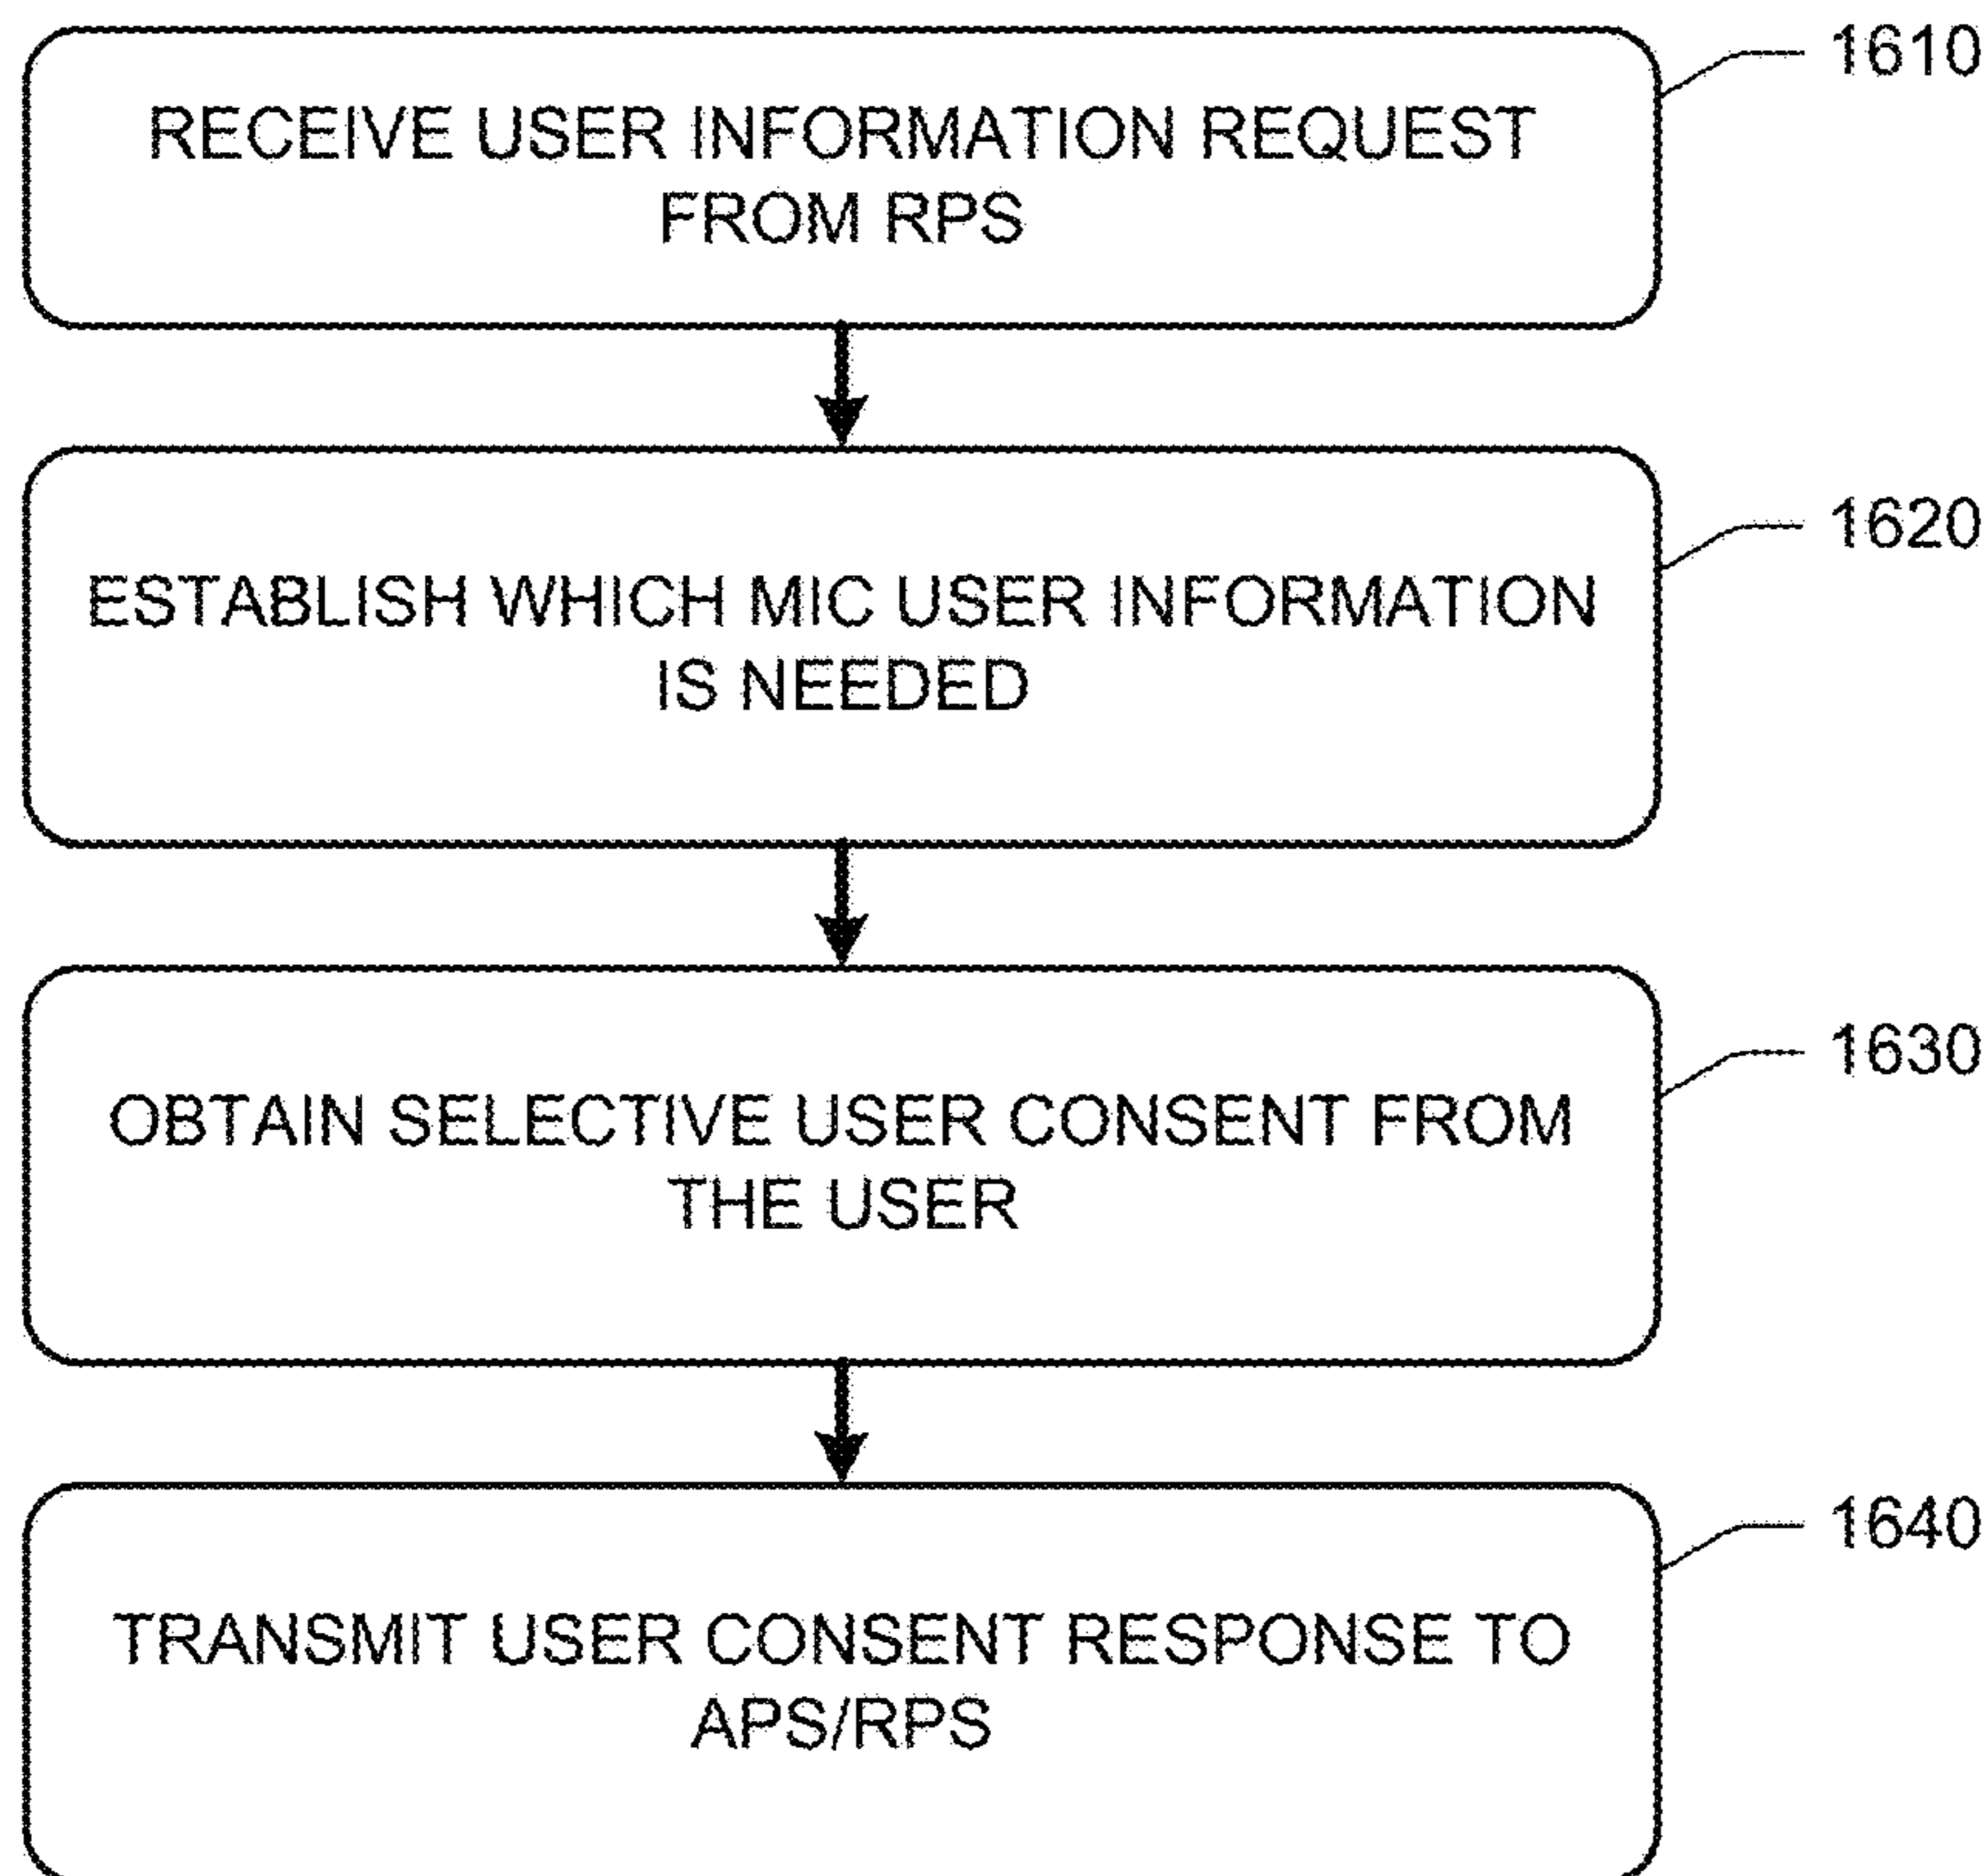 RECEIVE USER INFORMATION REQUEST
FROM RPS
1610
ESTABLISH WHICH MIC USER INFORMATION
IS NEEDED
1620
OBTAIN SELECTIVE USER CONSENT FROM
THE USER
1630
TRANSMIT USER CONSENT RESPONSE TO
APS/RPS
1640